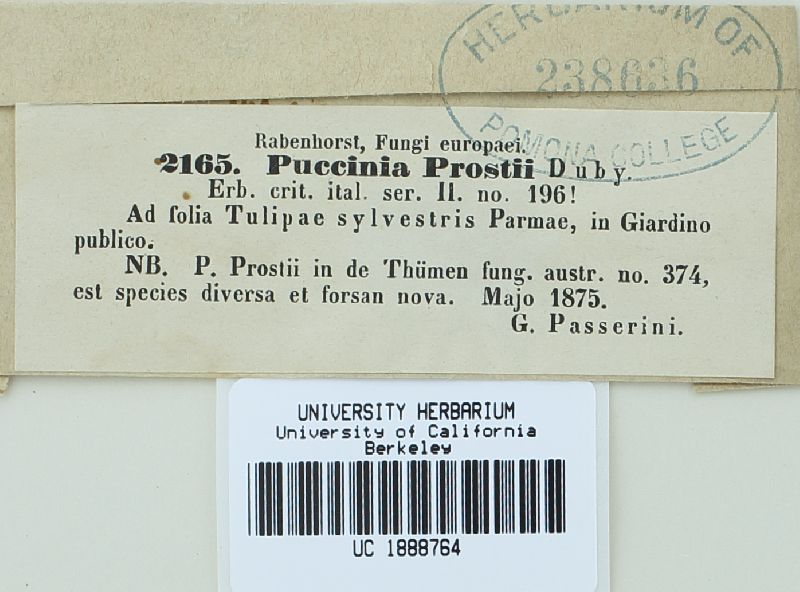 HERBARIUM OF
238636
POMONA COLLEGE
Rabenhorst, Fungi europaei.
2165. Puccinia Prostii Duby.
Erb. crit. ital. ser. II. no. 196!
Ad folia Tulipae sylvestris Parmae, in Giardino
publico.
NB. P. Prostii in de Thümen fung. austr. no. 374,
est species diversa et forsan nova. Majo 1875.
G. Passerini.
UNIVERSITY HERBARIUM
University of California
Berkeley
UC 1888764